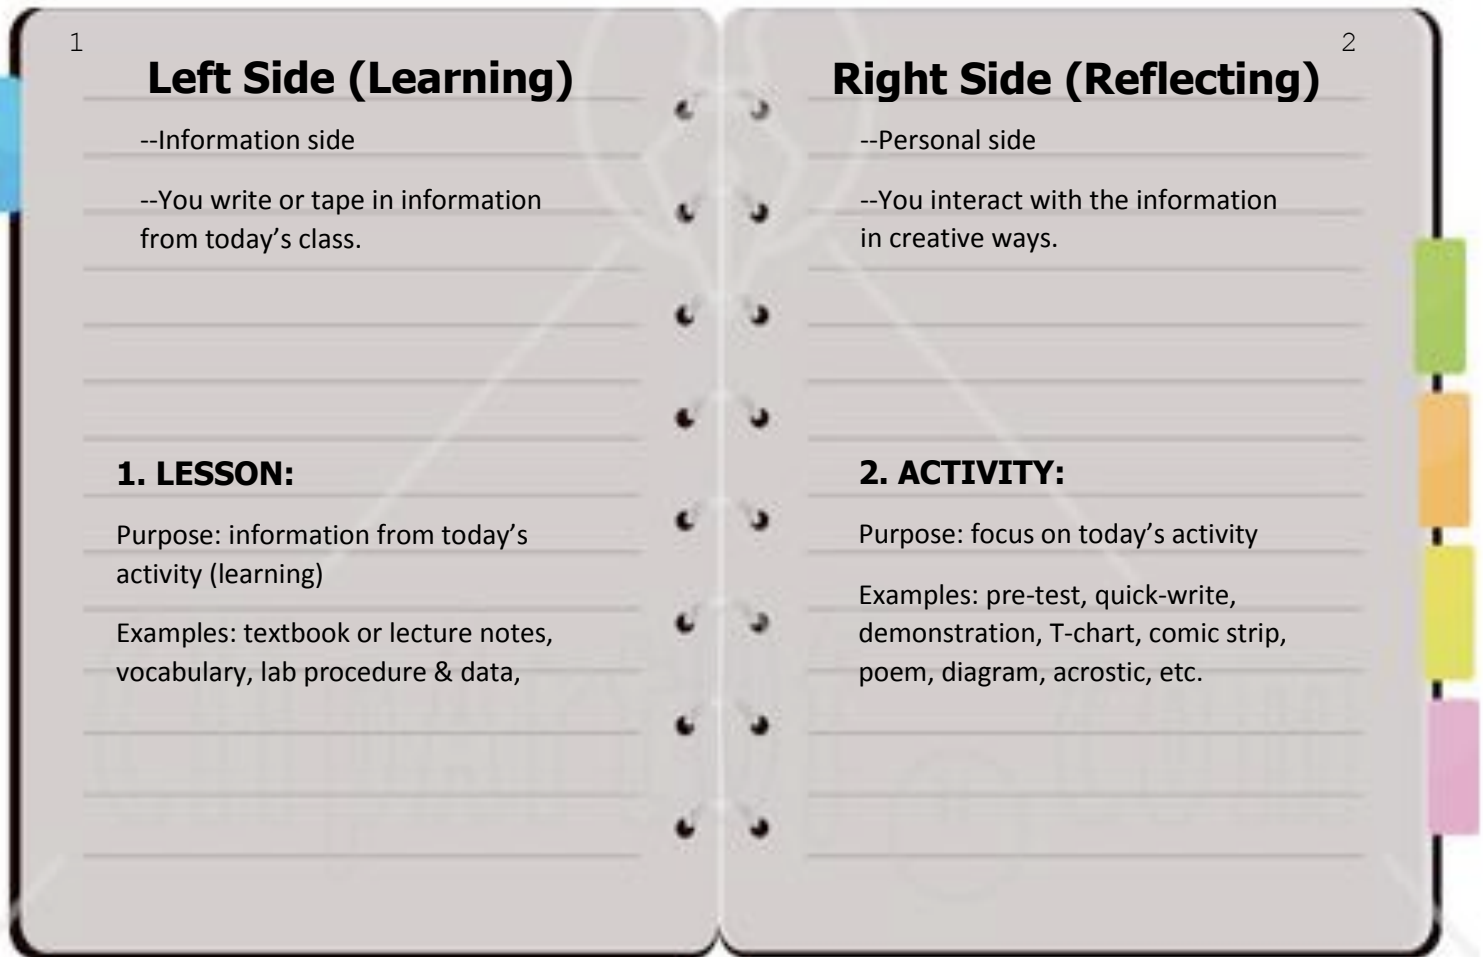 1
Left Side (Learning)
--Information side
--You write or tape in information
from today’s class.
1. LESSON:
Purpose: information from today’s
activity (learning)
Examples: textbook or lecture notes,
vocabulary, lab procedure & data,
2
Right Side (Reflecting)
--Personal side
--You interact with the information
in creative ways.
2. ACTIVITY:
Purpose: focus on today’s activity
Examples: pre-test, quick-write,
demonstration, T-chart, comic strip,
poem, diagram, acrostic, etc.